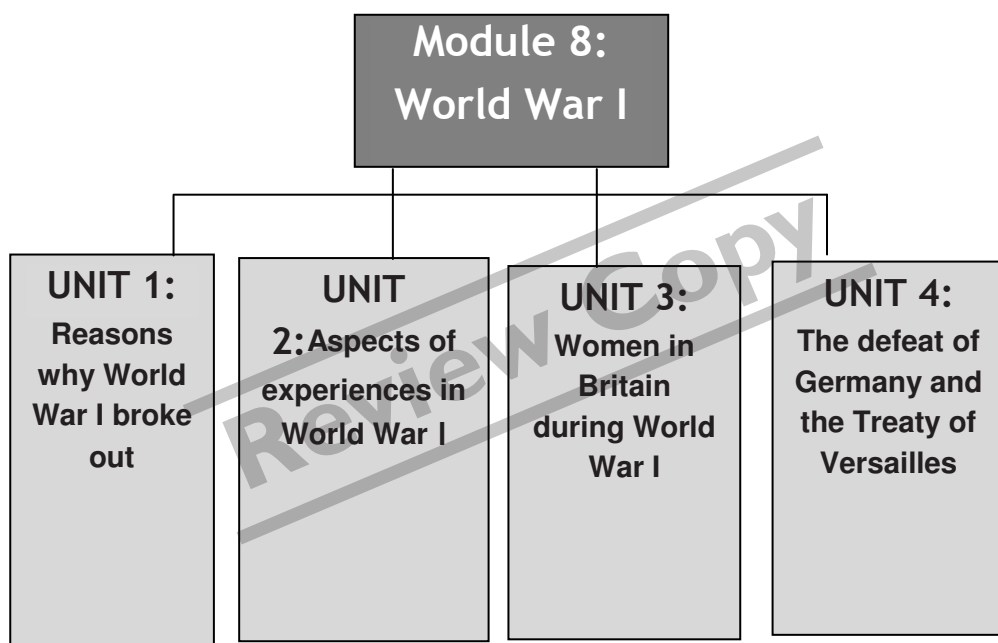 Module 8:
World War I
UNIT 1:
Reasons
why World
War I broke
out
UNIT
2:Aspects of
experiences in
World War I
UNIT 3:
Women in
Britain
during World
War I
UNIT 4:
The defeat of
Germany and
the Treaty of
Versailles
Review Copy